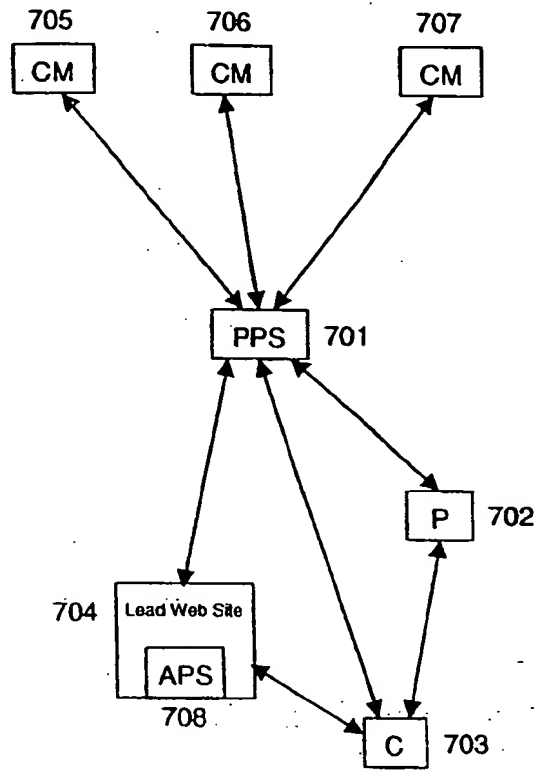 705 706 707
CM CM CM
PPS 701
P 702
704 Lead Web Site
APS
708
C 703